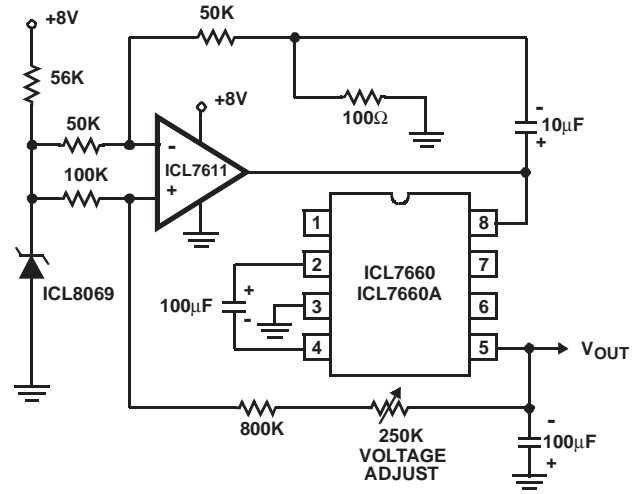 +8V
50K
56K
+8V
100Ω
-
10µF
+
50K
-
ICL7611
100K
+
1
8
ICL7660
ICL7660A
2
7
ICL8069
100µF
+
-
3
6
4
5
VOUT
800K
250K
VOLTAGE
ADJUST
-
100µF
+